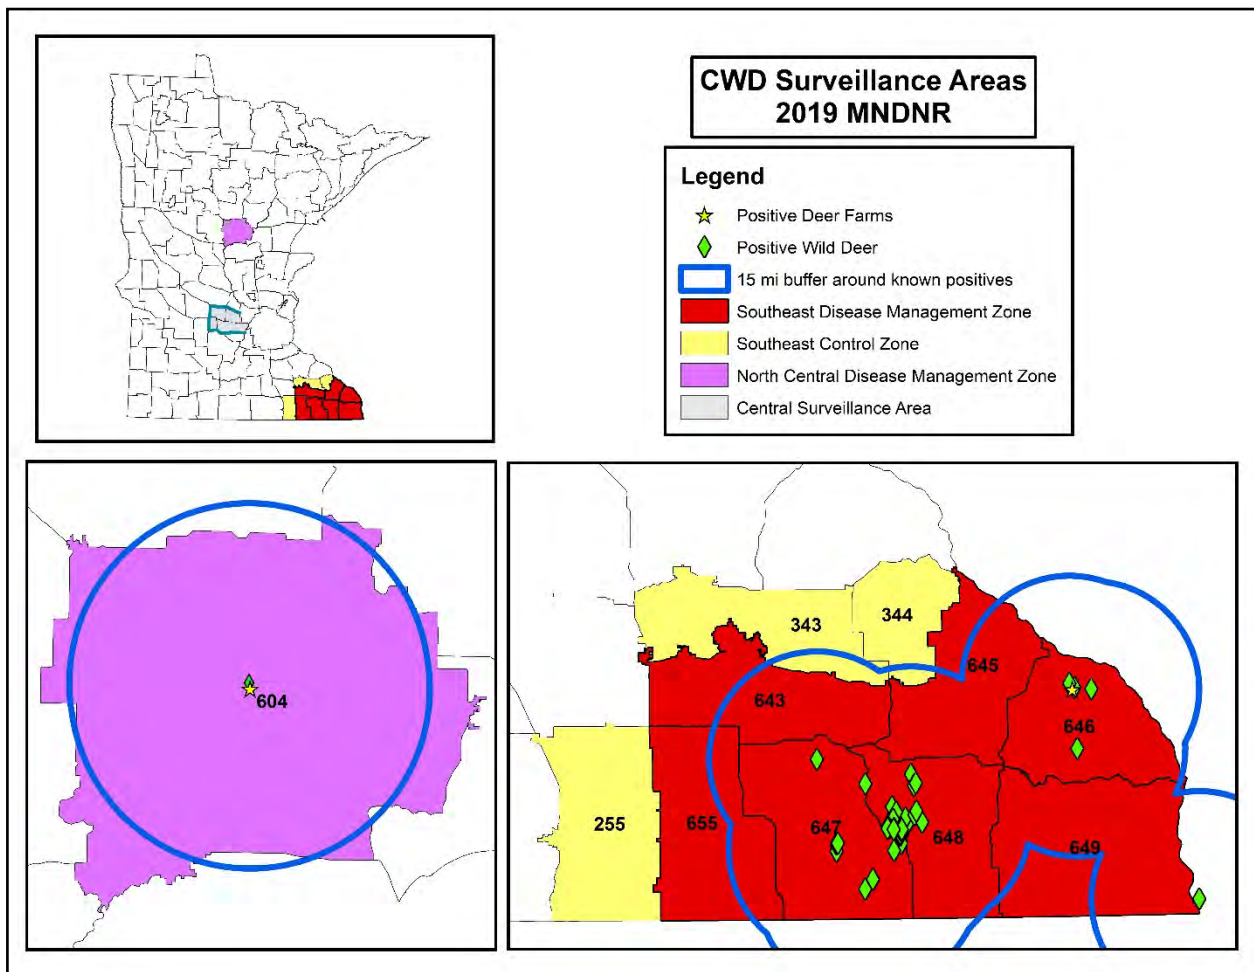 CWD Surveillance Areas
2019 MNDNR
Legend
Positive Deer Farms
Positive Wild Deer
15 mi buffer around known positives
Southeast Disease Management Zone
Southeast Control Zone
North Central Disease Management Zone
Central Surveillance Area
604
344
343
645
643
646
255
655
647
648
649